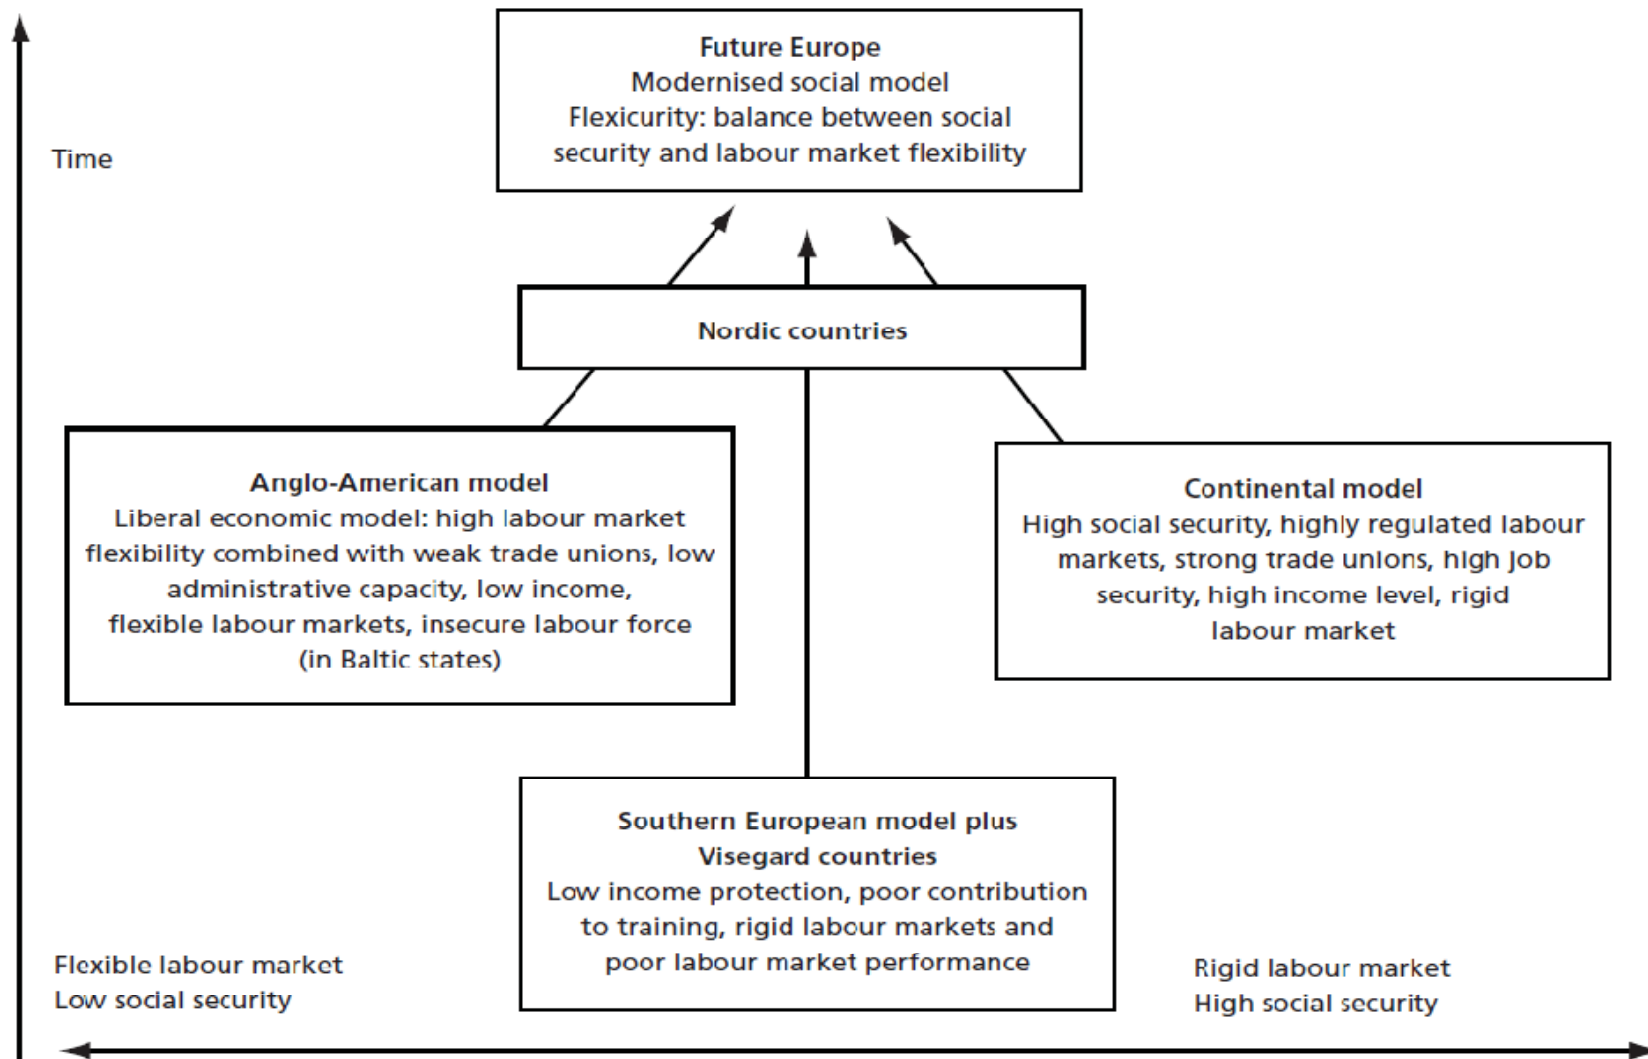 Future Europe
Modernised social model
Flexicurity: balance between social
security and labour market flexibility
Time
Nordic countries
Anglo-American model
Liberal economic model: high labour market
flexibility combined with weak trade unions, low
administrative capacity, low income,
flexible labour markets, insecure labour force
(in Baltic states)
Continental model
High social security, highly regulated labour
markets, strong trade unions, high job
security, high income level, rigid
labour market
Southern European model plus
Visegard countries
Low income protection, poor contribution
to training, rigid labour markets and
poor labour market performance
Flexible labour market
Low social security
Rigid labour market
High social security